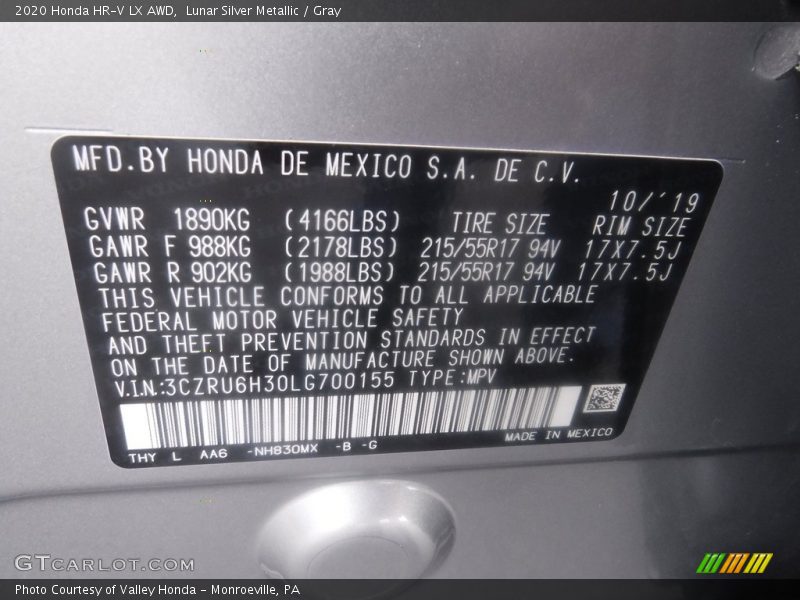 2020 Honda HR-V LX AWD,  Lunar Silver Metallic / Gray
MFD.BY HONDA DE MEXICO S.A. DE C.V.
10/'19
GVWR 1890KG (4166LBS) TIRE SIZE RIM SIZE
GAWR F 988KG (2178LBS) 215/55R17 94V 17X7.5J
GAWR R 902KG (1988LBS) 215/55R17 94V 17X7.5J
THIS VEHICLE CONFORMS TO ALL APPLICABLE
FEDERAL MOTOR VEHICLE SAFETY
AND THEFT PREVENTION STANDARDS IN EFFECT
ON THE DATE OF MANUFACTURE SHOWN ABOVE.
V.I.N.:3CZRU6H30LG700155 TYPE:MPV
THY L AA6 -NH830MX -B -G
MADE IN MEXICO
GTCARLOT.COM
Photo Courtesy of Valley Honda - Monroeville, PA